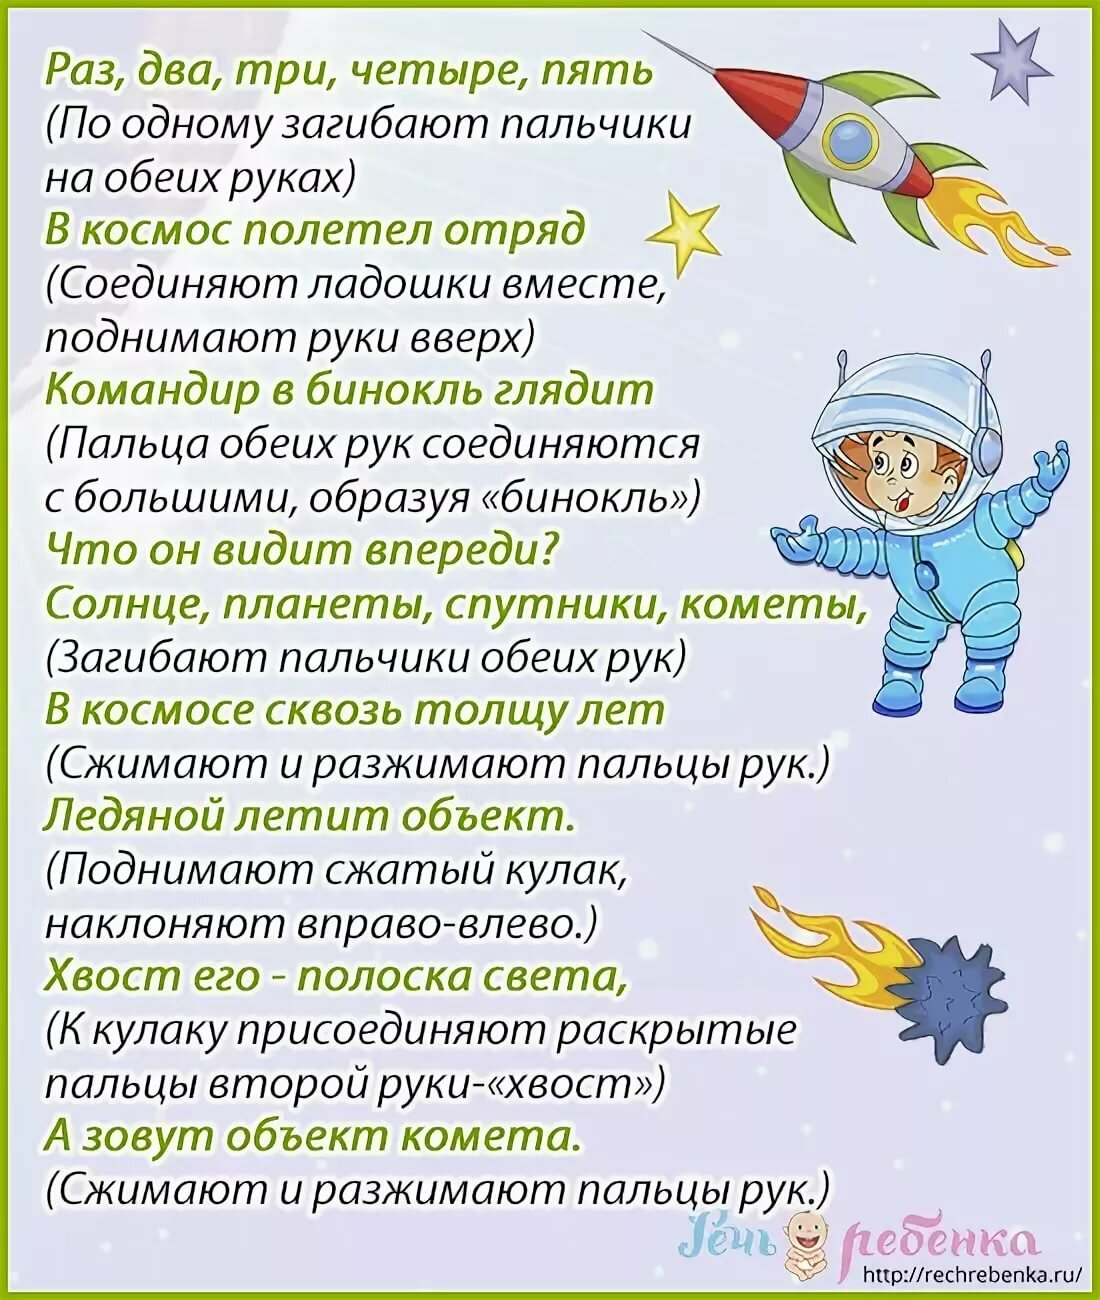 Раз, два, три, четыре, пять
(По одному загибают пальчики
на обеих руках)
В космос полетел отряд
(Соединяют ладошки вместе,
поднимают руки вверх)
Командир в бинокль глядит
(Пальца обеих рук соединяются
с большими, образуя «бинокль»)
Что он видит впереди?
Солнце, планеты, спутники, кометы,
(Загибают пальчики обеих рук)
В космосе сквозь толщу лет
(Сжимают и разжимают пальцы рук.)
Ледяной летит объект.
(Поднимают сжатый кулак,
наклоняют вправо-влево.)
Хвост его - полоска света,
(К кулаку присоединяют раскрытые
пальцы второй руки-«хвост»)
А зовут объект комета.
(Сжимают и разжимают пальцы рук.)
Речь ребенка
http://rechrebenka.ru/